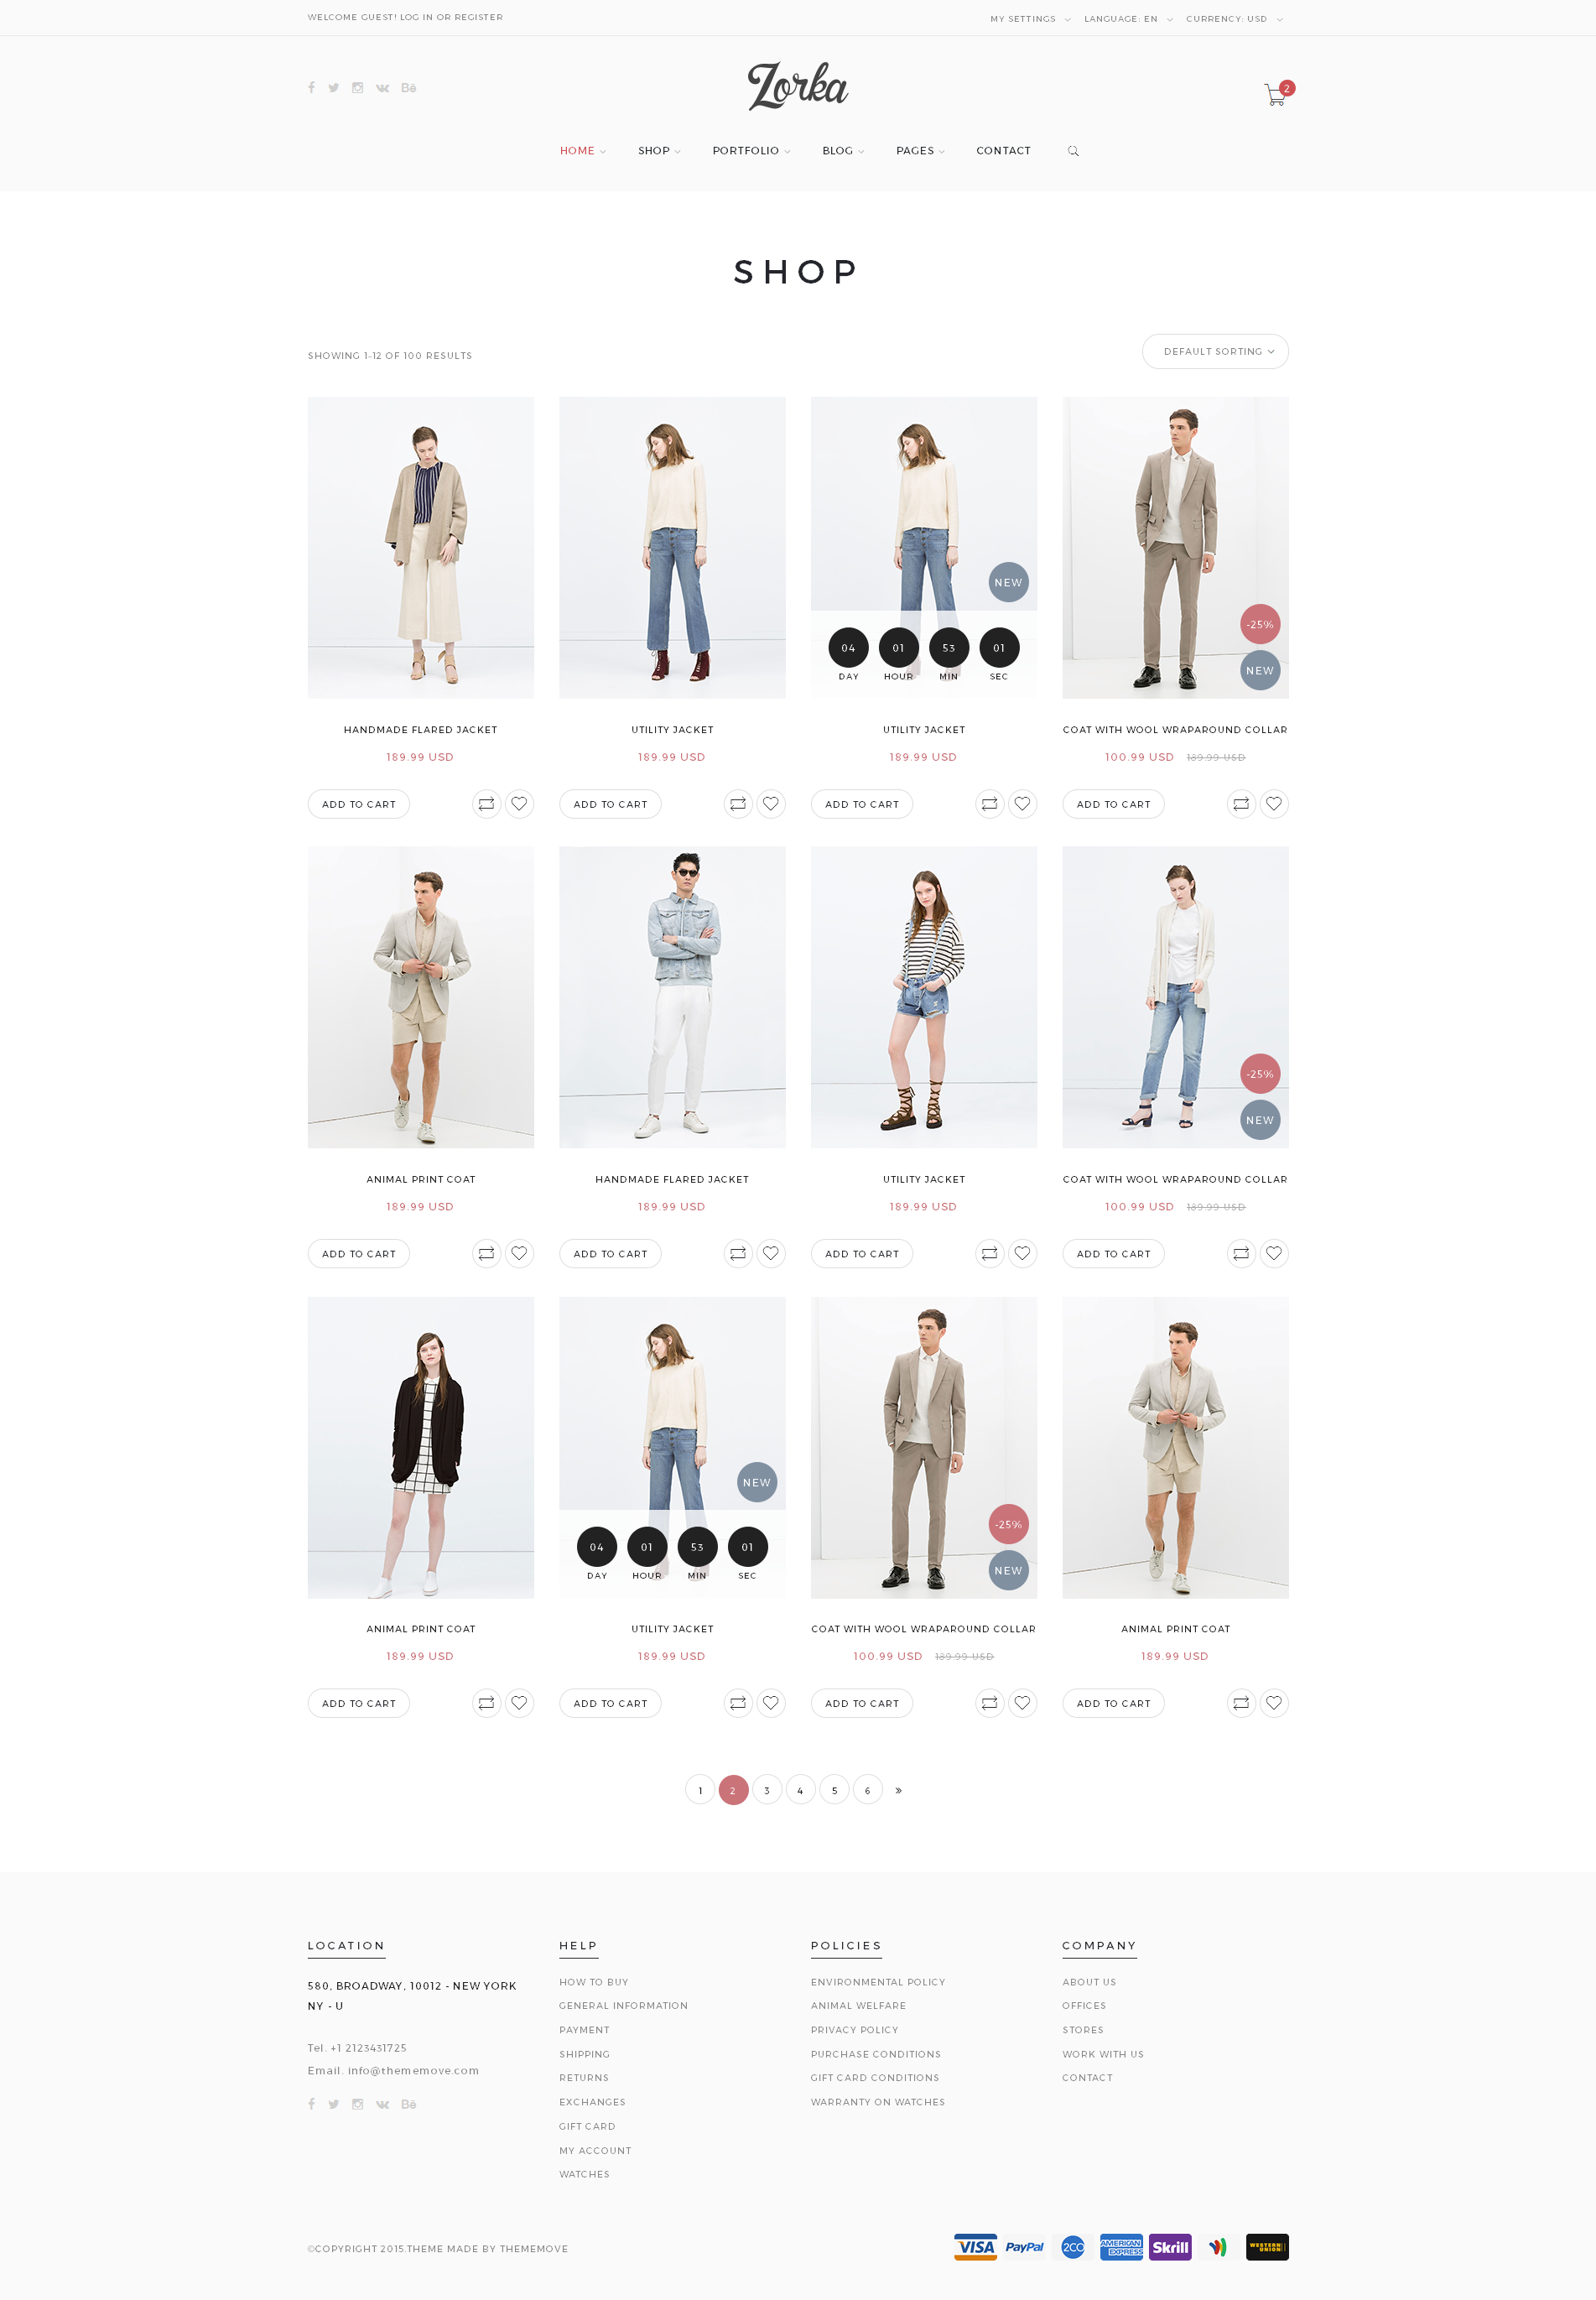 WELCOME GUEST! LOG IN OR REGISTER
MY SETTINGS LANGUAGE: EN CURRENCY: USD
Zorka
2
HOME SHOP PORTFOLIO BLOG PAGES CONTACT
SHOP
SHOWING 1-12 OF 100 RESULTS
DEFAULT SORTING
NEW
04 01 53 01
DAY HOUR MIN SEC
-25%
NEW
HANDMADE FLARED JACKET
189.99 USD
ADD TO CART
UTILITY JACKET
189.99 USD
ADD TO CART
UTILITY JACKET
189.99 USD
ADD TO CART
COAT WITH WOOL WRAPAROUND COLLAR
100.99 USD 139.99 USD
ADD TO CART
-25%
NEW
ANIMAL PRINT COAT
189.99 USD
ADD TO CART
HANDMADE FLARED JACKET
189.99 USD
ADD TO CART
UTILITY JACKET
189.99 USD
ADD TO CART
COAT WITH WOOL WRAPAROUND COLLAR
100.99 USD 139.99 USD
ADD TO CART
NEW
04 01 53 01
DAY HOUR MIN SEC
-25%
NEW
ANIMAL PRINT COAT
189.99 USD
ADD TO CART
UTILITY JACKET
189.99 USD
ADD TO CART
COAT WITH WOOL WRAPAROUND COLLAR
100.99 USD 139.99 USD
ADD TO CART
ANIMAL PRINT COAT
189.99 USD
ADD TO CART
1 2 3 4 5 6 »
LOCATION
580, BROADWAY, 10012 - NEW YORK
NY - U
Tel. +1 2123431725
Email. info@thememove.com
HELP
HOW TO BUY
GENERAL INFORMATION
PAYMENT
SHIPPING
RETURNS
EXCHANGES
GIFT CARD
MY ACCOUNT
WATCHES
POLICIES
ENVIRONMENTAL POLICY
ANIMAL WELFARE
PRIVACY POLICY
PURCHASE CONDITIONS
GIFT CARD CONDITIONS
WARRANTY ON WATCHES
COMPANY
ABOUT US
OFFICES
STORES
WORK WITH US
CONTACT
©COPYRIGHT 2015.THEME MADE BY THEMEMOVE
VISA PayPal 2CO AMERICAN EXPRESS Skrill WESTERN UNION